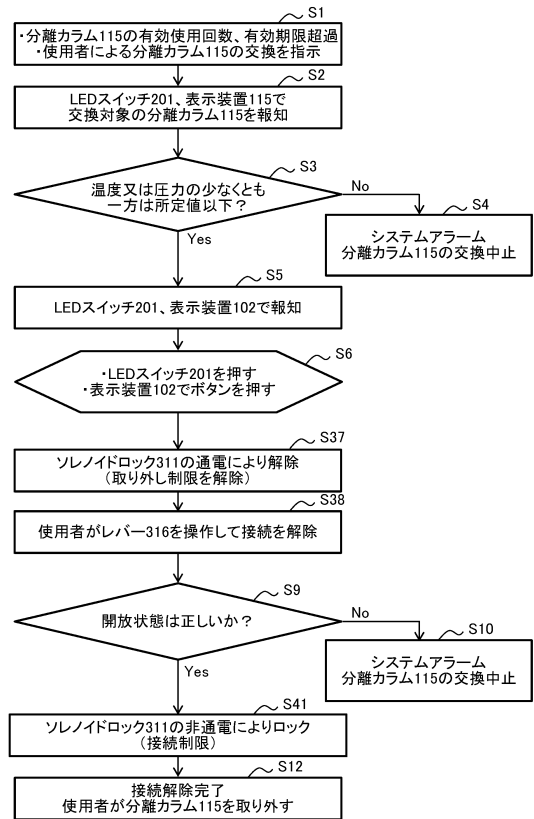 S1
・分離カラム115の有効使用回数、有効期限超過
・使用者による分離カラム115の交換を指示
S2
LEDスイッチ201、表示装置115で
交換対象の分離カラム115を報知
S3
温度又は圧力の少なくとも
一方は所定値以下？
No
Yes
S4
システムアラーム
分離カラム115の交換中止
S5
LEDスイッチ201、表示装置102で報知
S6
・LEDスイッチ201を押す
・表示装置102でボタンを押す
S37
ソレノイドロック311の通電により解除
（取り外し制限を解除）
S38
使用者がレバー316を操作して接続を解除
S9
開放状態は正しいか？
No
Yes
S10
システムアラーム
分離カラム115の交換中止
S41
ソレノイドロック311の非通電によりロック
（接続制限）
S12
接続解除完了
使用者が分離カラム115を取り外す